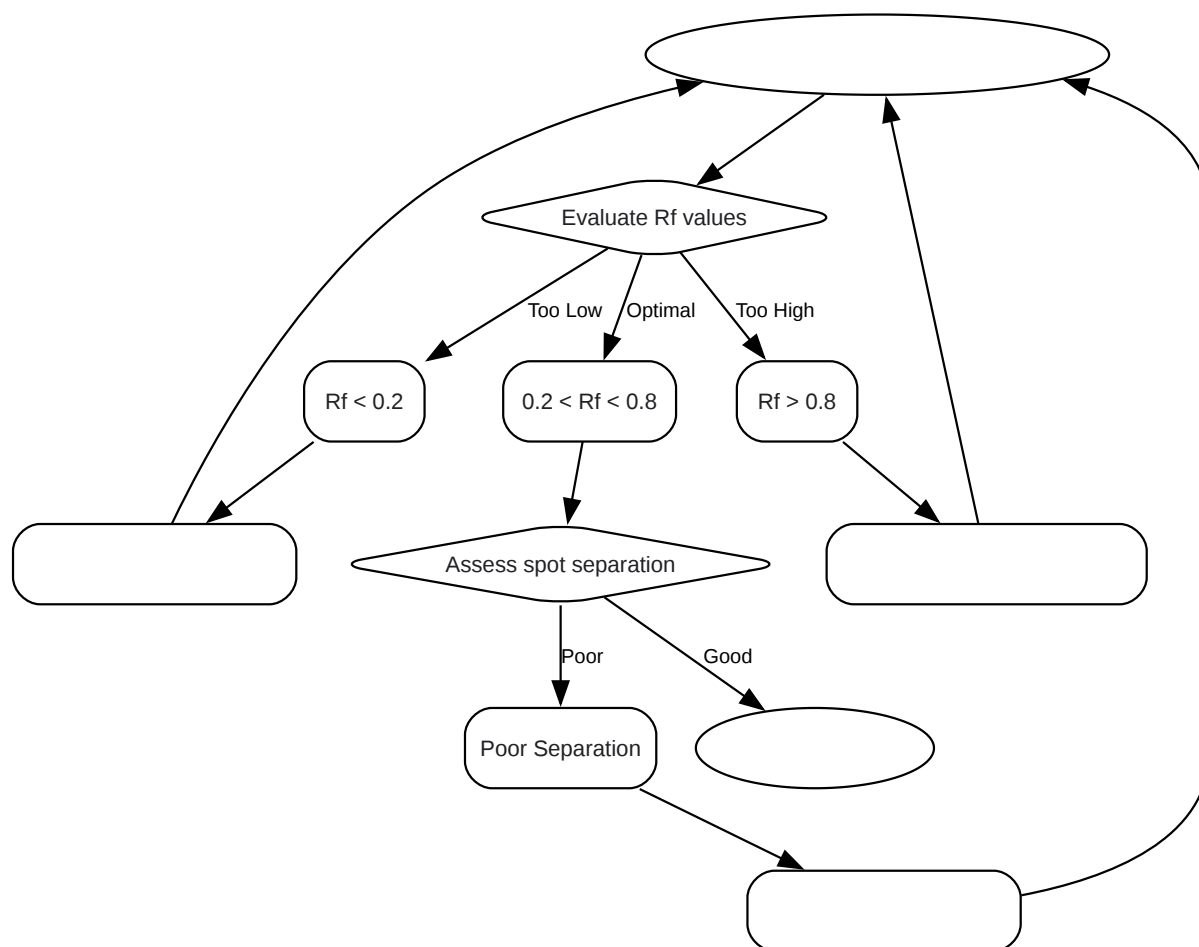 Evaluate Rf values
Too Low
Optimal
Too High
Rf < 0.2
0.2 < Rf < 0.8
Rf > 0.8
Assess spot separation
Poor
Good
Poor Separation